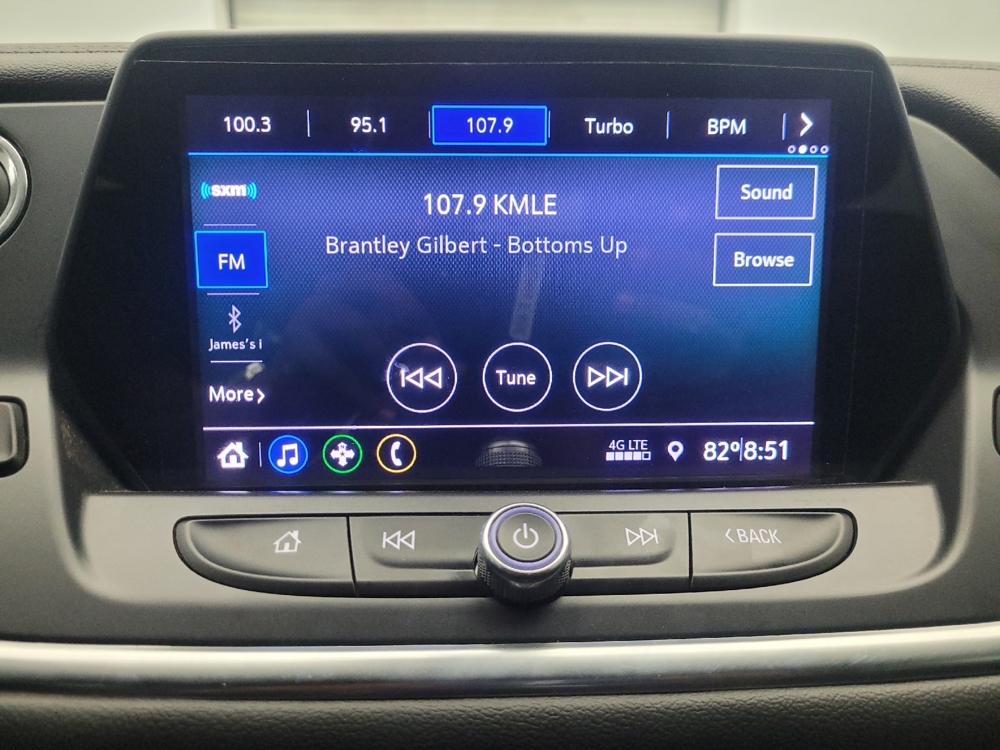 100.3 95.1 107.9 Turbo BPM
sxm
Sound
107.9 KMLE
Brantley Gilbert - Bottoms Up
FM
Browse
James's i
More
Tune
4G LTE
82° 8:51
BACK